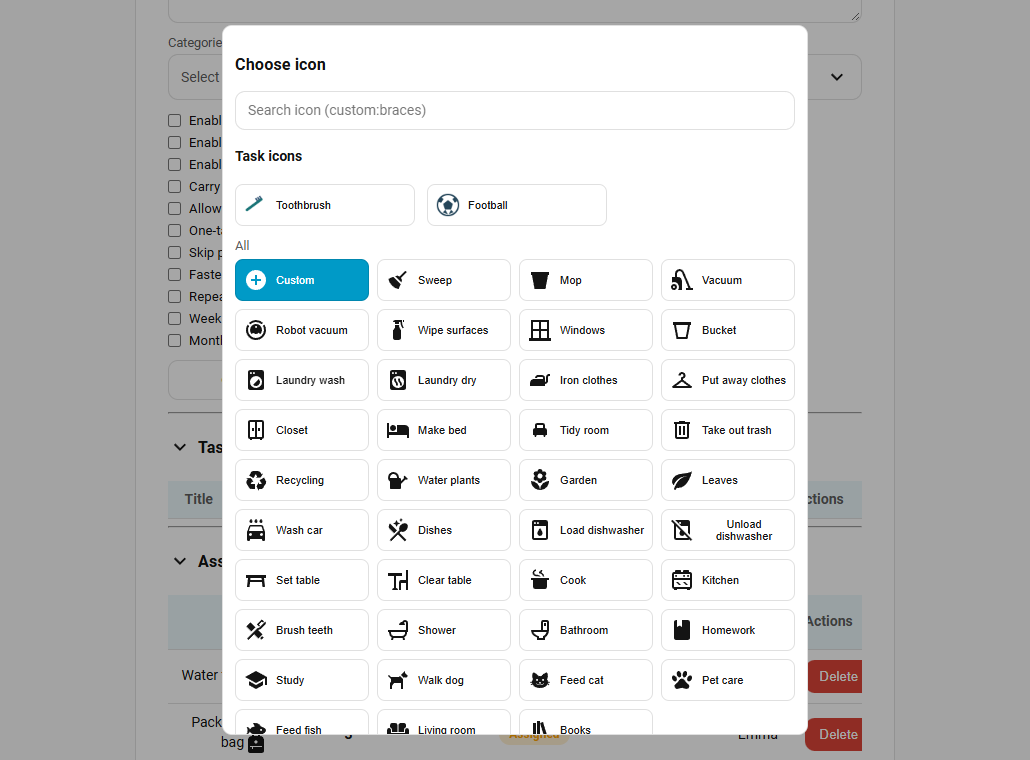 Categorie
Select
Choose icon
Search icon (custom:braces)
Task icons
Toothbrush
Football
All
Custom
Sweep
Mop
Vacuum
Robot vacuum
Wipe surfaces
Windows
Bucket
Laundry wash
Laundry dry
Iron clothes
Put away clothes
Closet
Make bed
Tidy room
Take out trash
Recycling
Water plants
Garden
Leaves
Wash car
Dishes
Load dishwasher
Unload
dishwasher
Set table
Clear table
Cook
Kitchen
Brush teeth
Shower
Bathroom
Homework
Study
Walk dog
Feed cat
Pet care
Feed fish
Living room
Books
Enabl
Enabl
Enabl
Carry
Allow
One-ta
Skip p
Faste
Repea
Week
Month
Tas
Title
ctions
Ass
Actions
Water
Delete
Pack
bag
Assigned
Emma
Delete